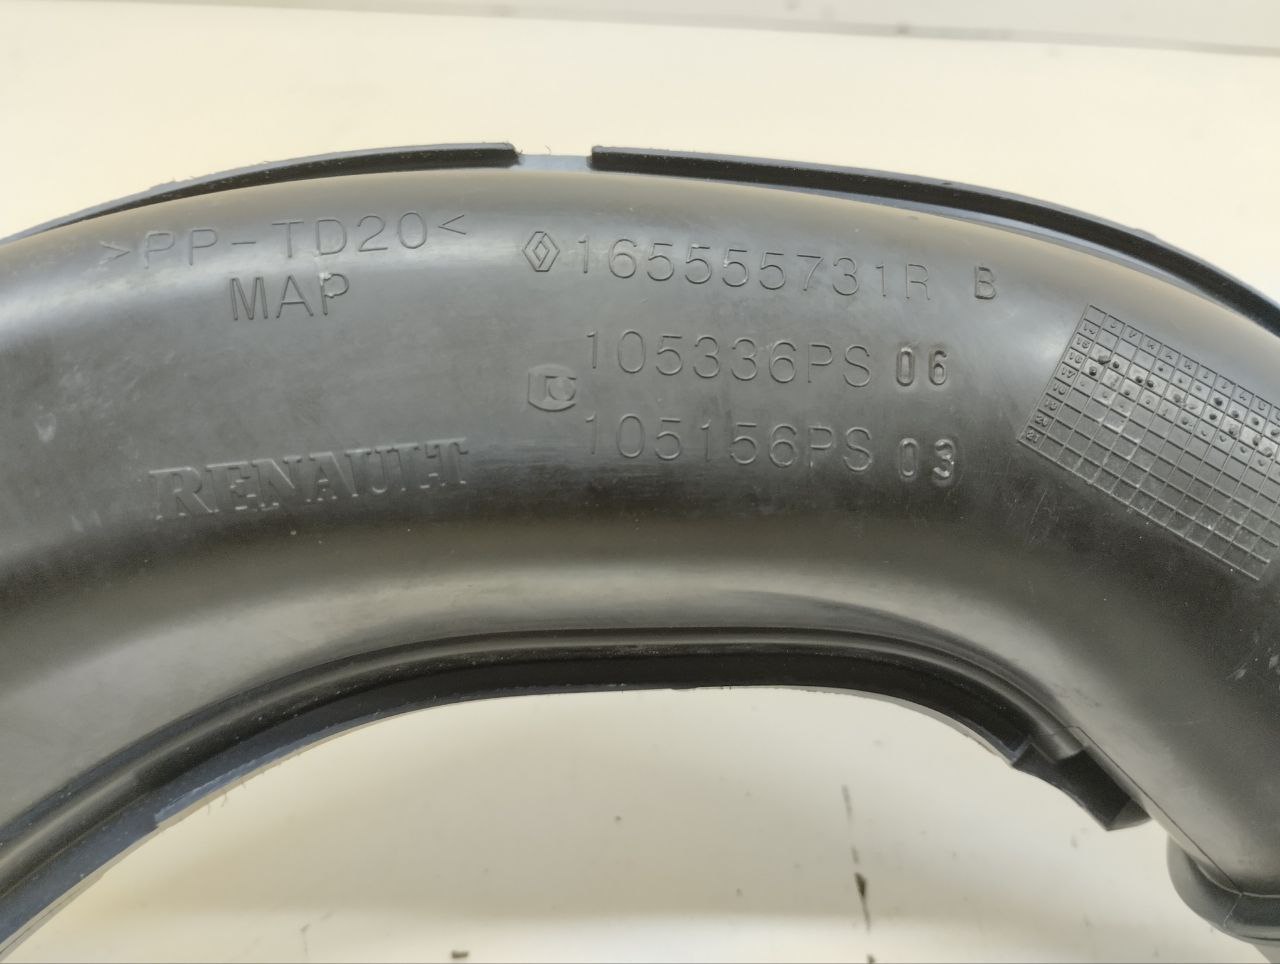 >PP-TD20<
MAP
165555731R B
105336PS 06
105156PS 03
RENAULT